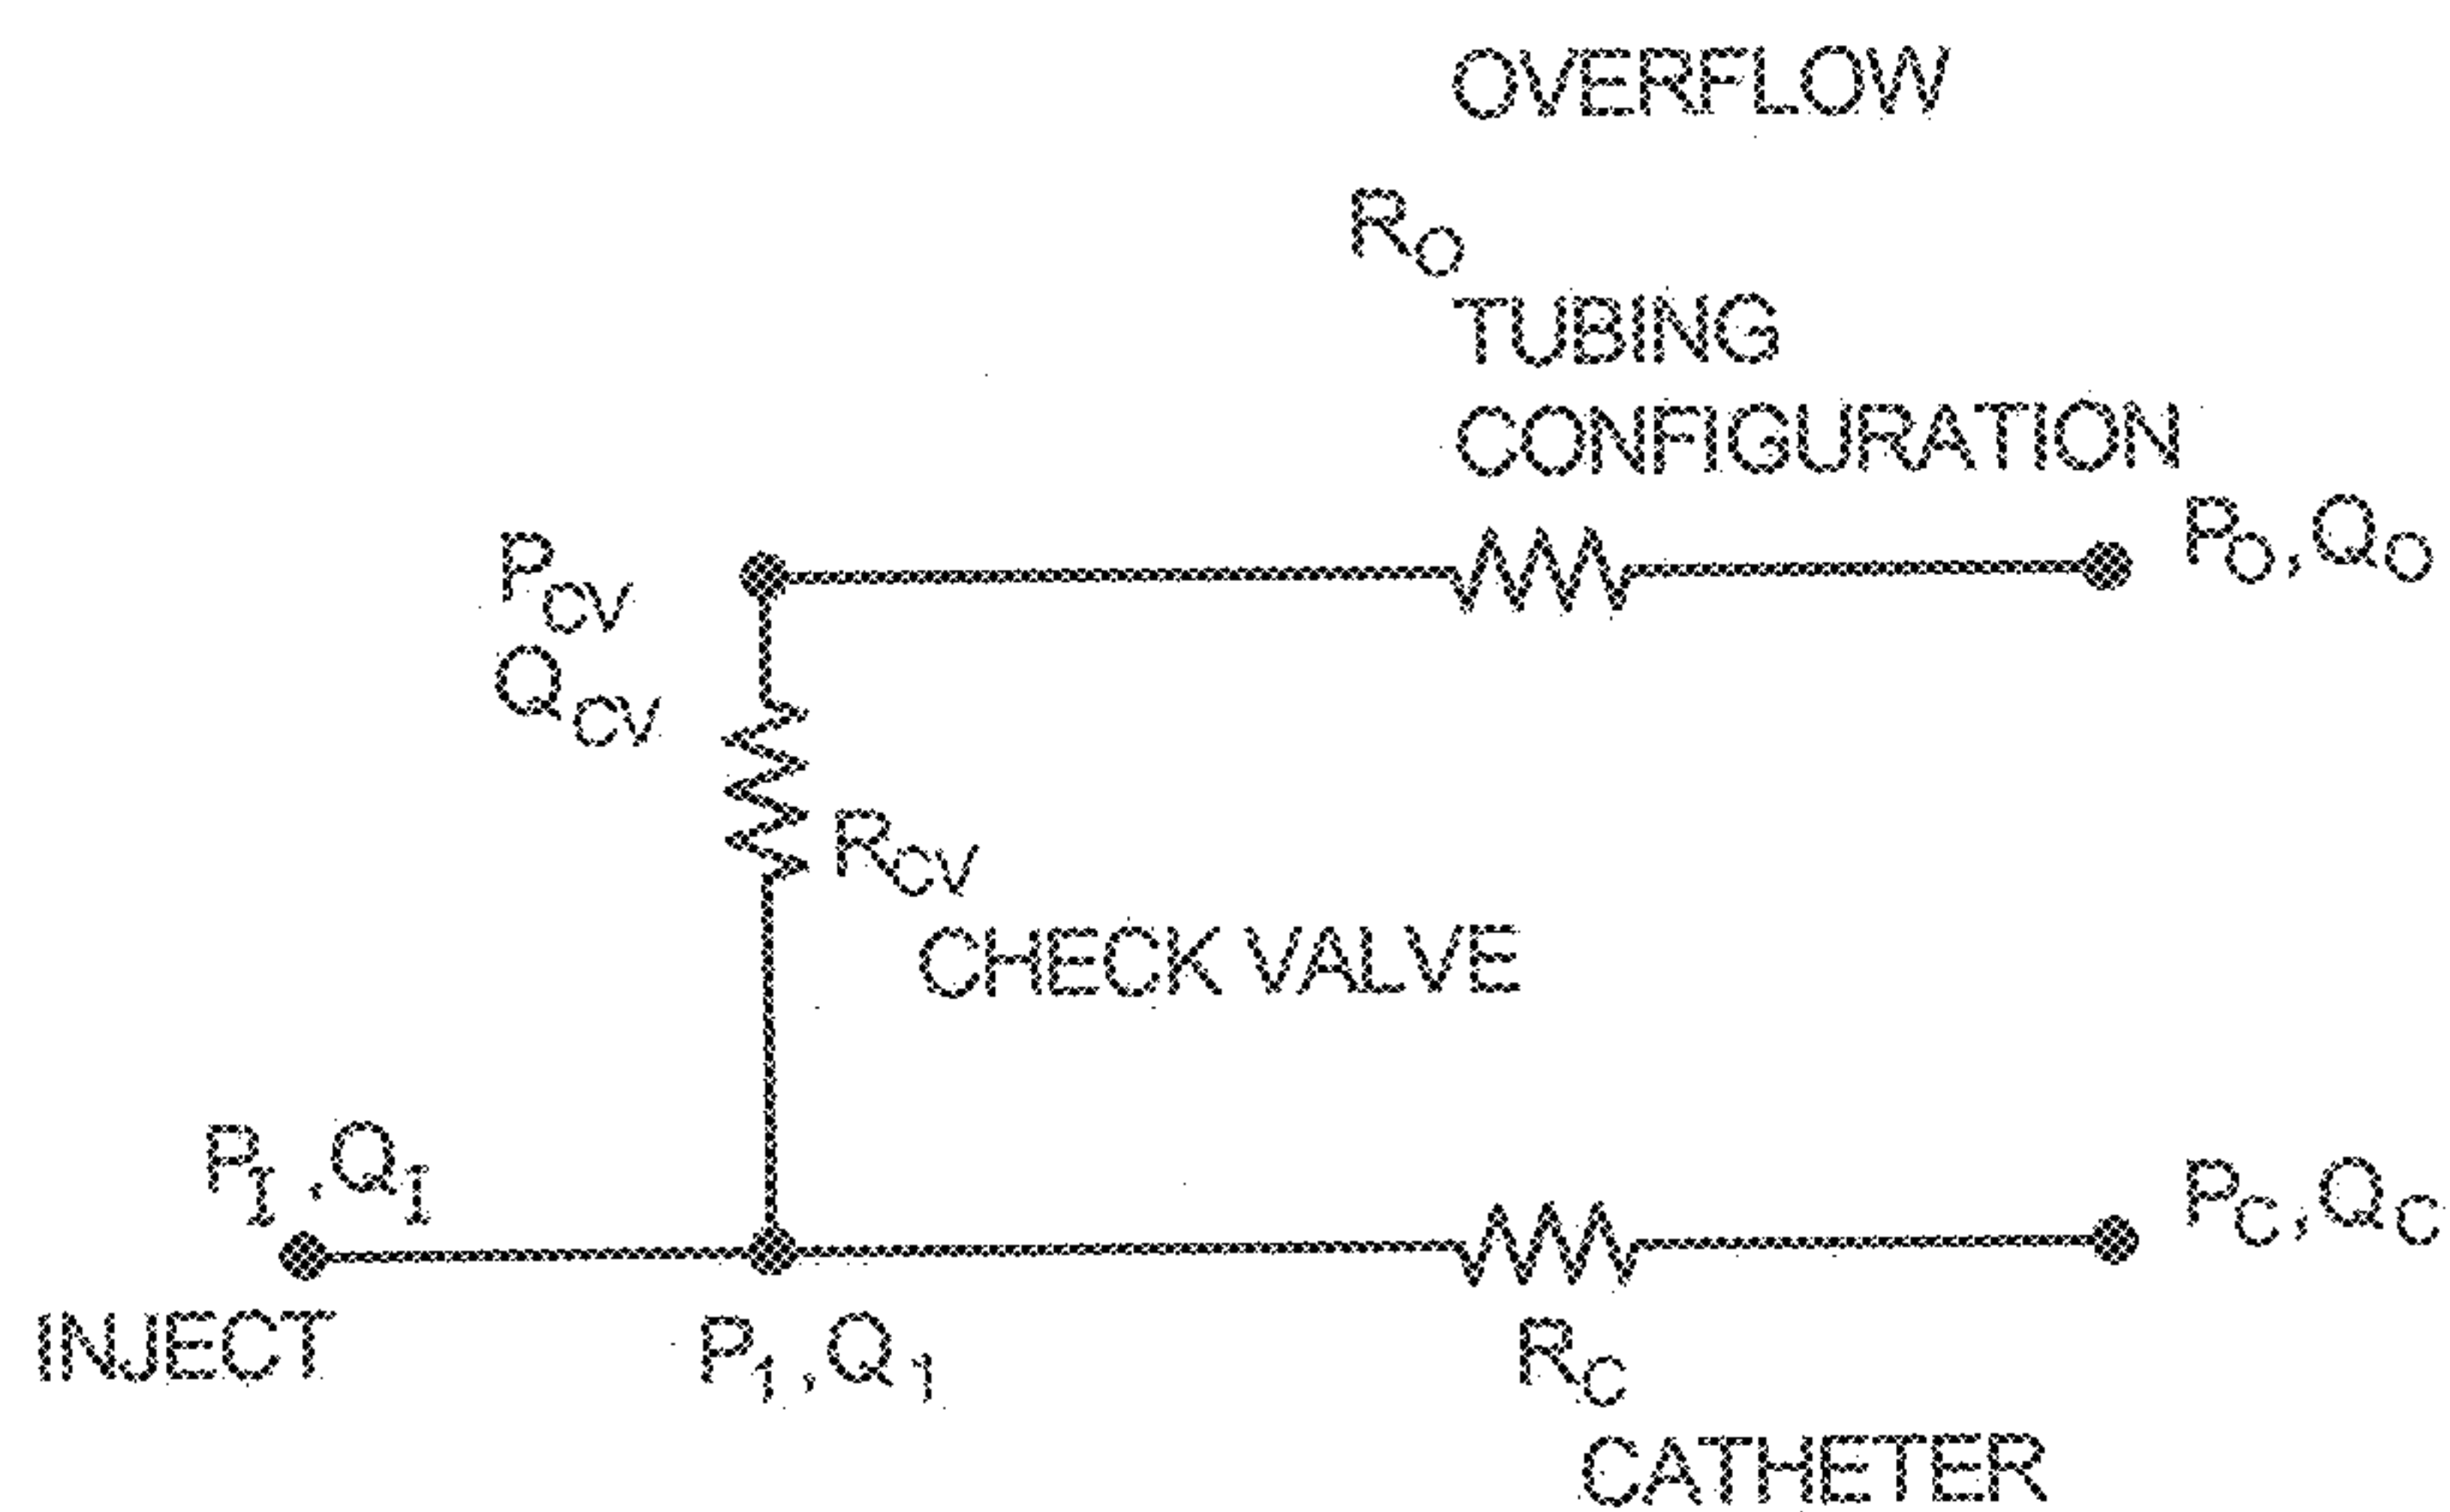 OVERFLOW
R_O
TUBING
CONFIGURATION
P_O, Q_O
P_CV
Q_CV
R_CV
CHECK VALVE
P_I, Q_I
P_C, Q_C
INJECT
P_1, Q_1
R_C
CATHETER